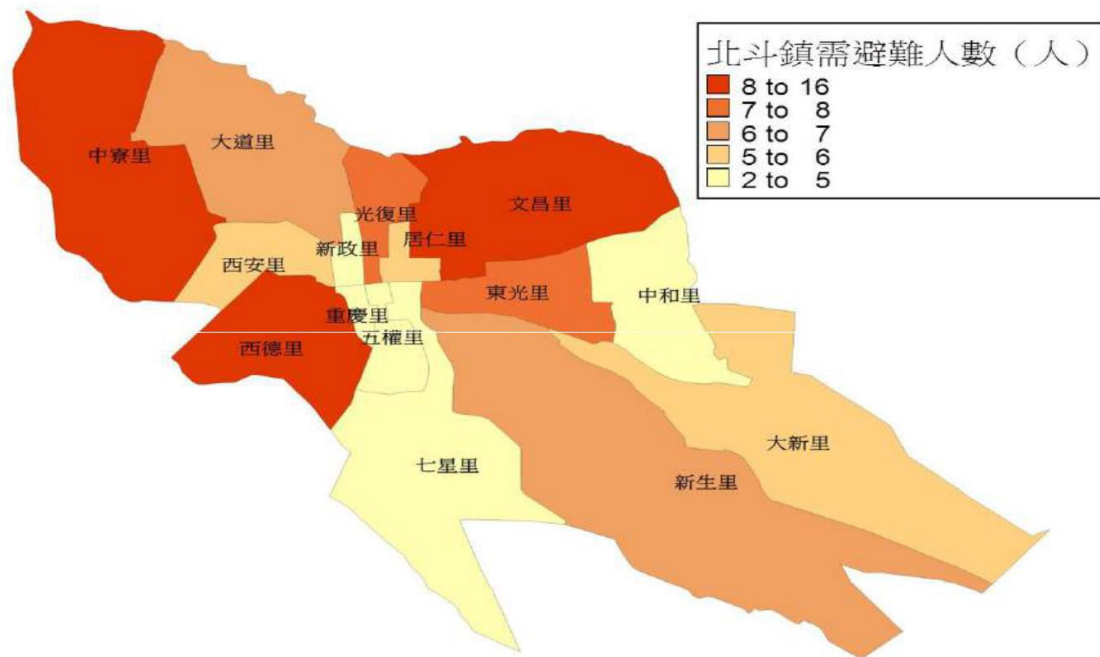 北斗鎮需避難人數（人）
8 to 16
7 to 8
6 to 7
5 to 6
2 to 5
大道里
中寮里
文昌里
光復里
居仁里
新政里
西安里
東光里
中和里
重慶里
五權里
西德里
大新里
七星里
新生里